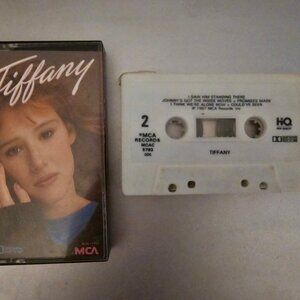 Tiffany
MCA
I SAW HIM STANDING THERE
JOHNNY'S GOT THE INSIDE MOVES • PROMISES MADE
I THINK WE'RE ALONE NOW • COULD'VE BEEN
℗ 1987 MCA Records, Inc.
2
MCA
RECORDS
MCAC
5793
HQ
TIFFANY